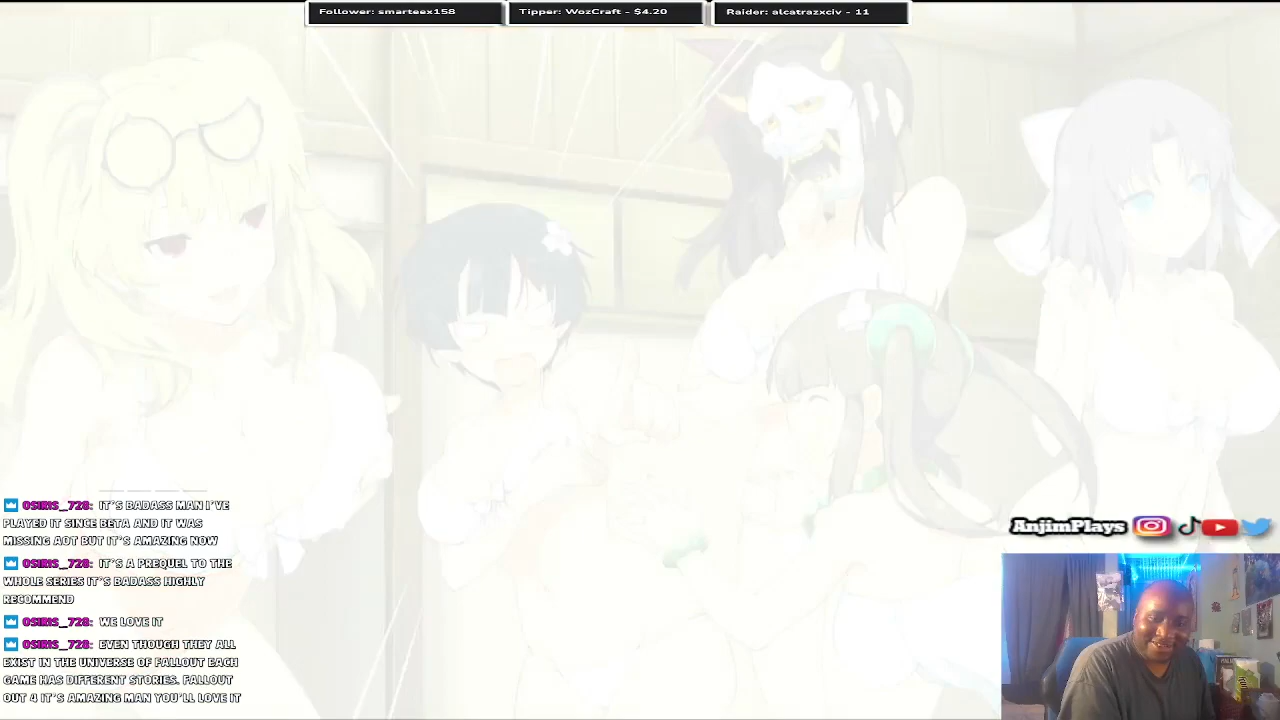 Follower: smarteex158
Tipper: WozCraft - $4.20
Raider: alcatrazxciv - 11
OSIRIS_728: IT'S BADASS MAN I'VE
PLAYED IT SINCE BETA AND IT WAS
MISSING AOT BUT IT'S AMAZING NOW
OSIRIS_728: IT'S A PREQUEL TO THE
WHOLE SERIES IT'S BADASS HIGHLY
RECOMMEND
OSIRIS_728: WE LOVE IT
OSIRIS_728: EVEN THOUGH THEY ALL
EXIST IN THE UNIVERSE OF FALLOUT EACH
GAME HAS DIFFERENT STORIES. FALLOUT
OUT 4 IT'S AMAZING MAN YOU'LL LOVE IT
AnjimPlays